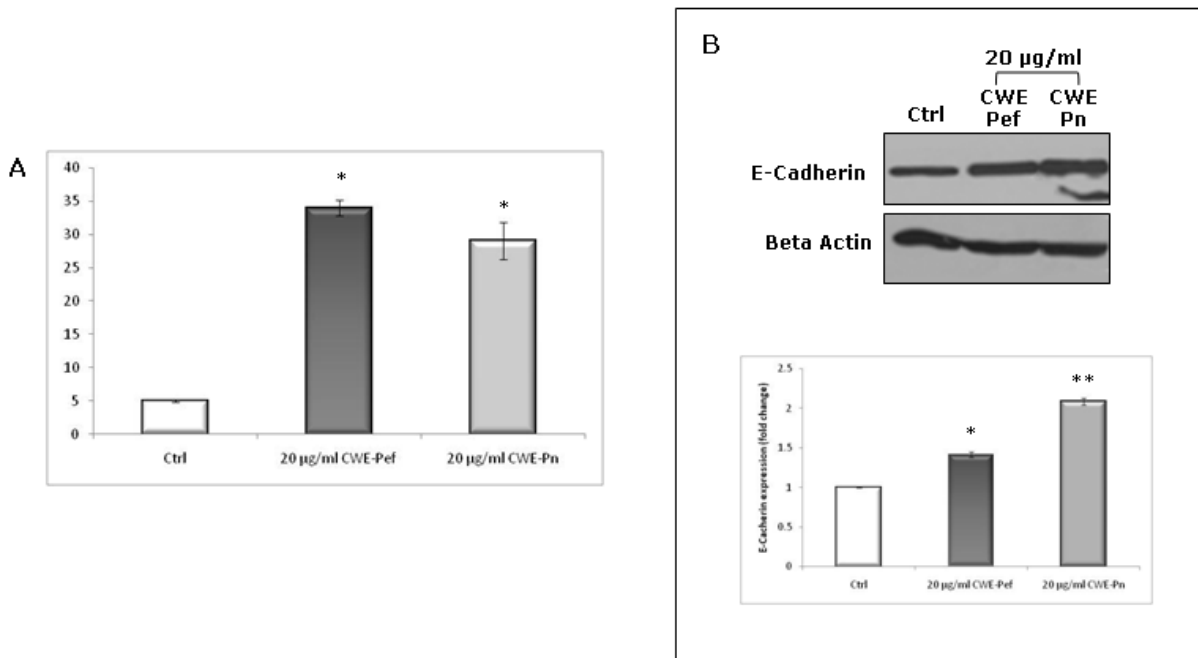 A
40
35
30
25
20
15
10
5
0
*
*
Ctrl
20 µg/ml CWE-Pef
20 µg/ml CWE-Pn
B
20 µg/ml
Ctrl
CWE
Pef
CWE
Pn
E-Cadherin
Beta Actin
E-Cacherin expression (fold change)
2.5
2
1.5
1
0.5
0
*
**
Ctrl
20 µg/ml CWE-Pef
20 µg/ml CWE-Pn